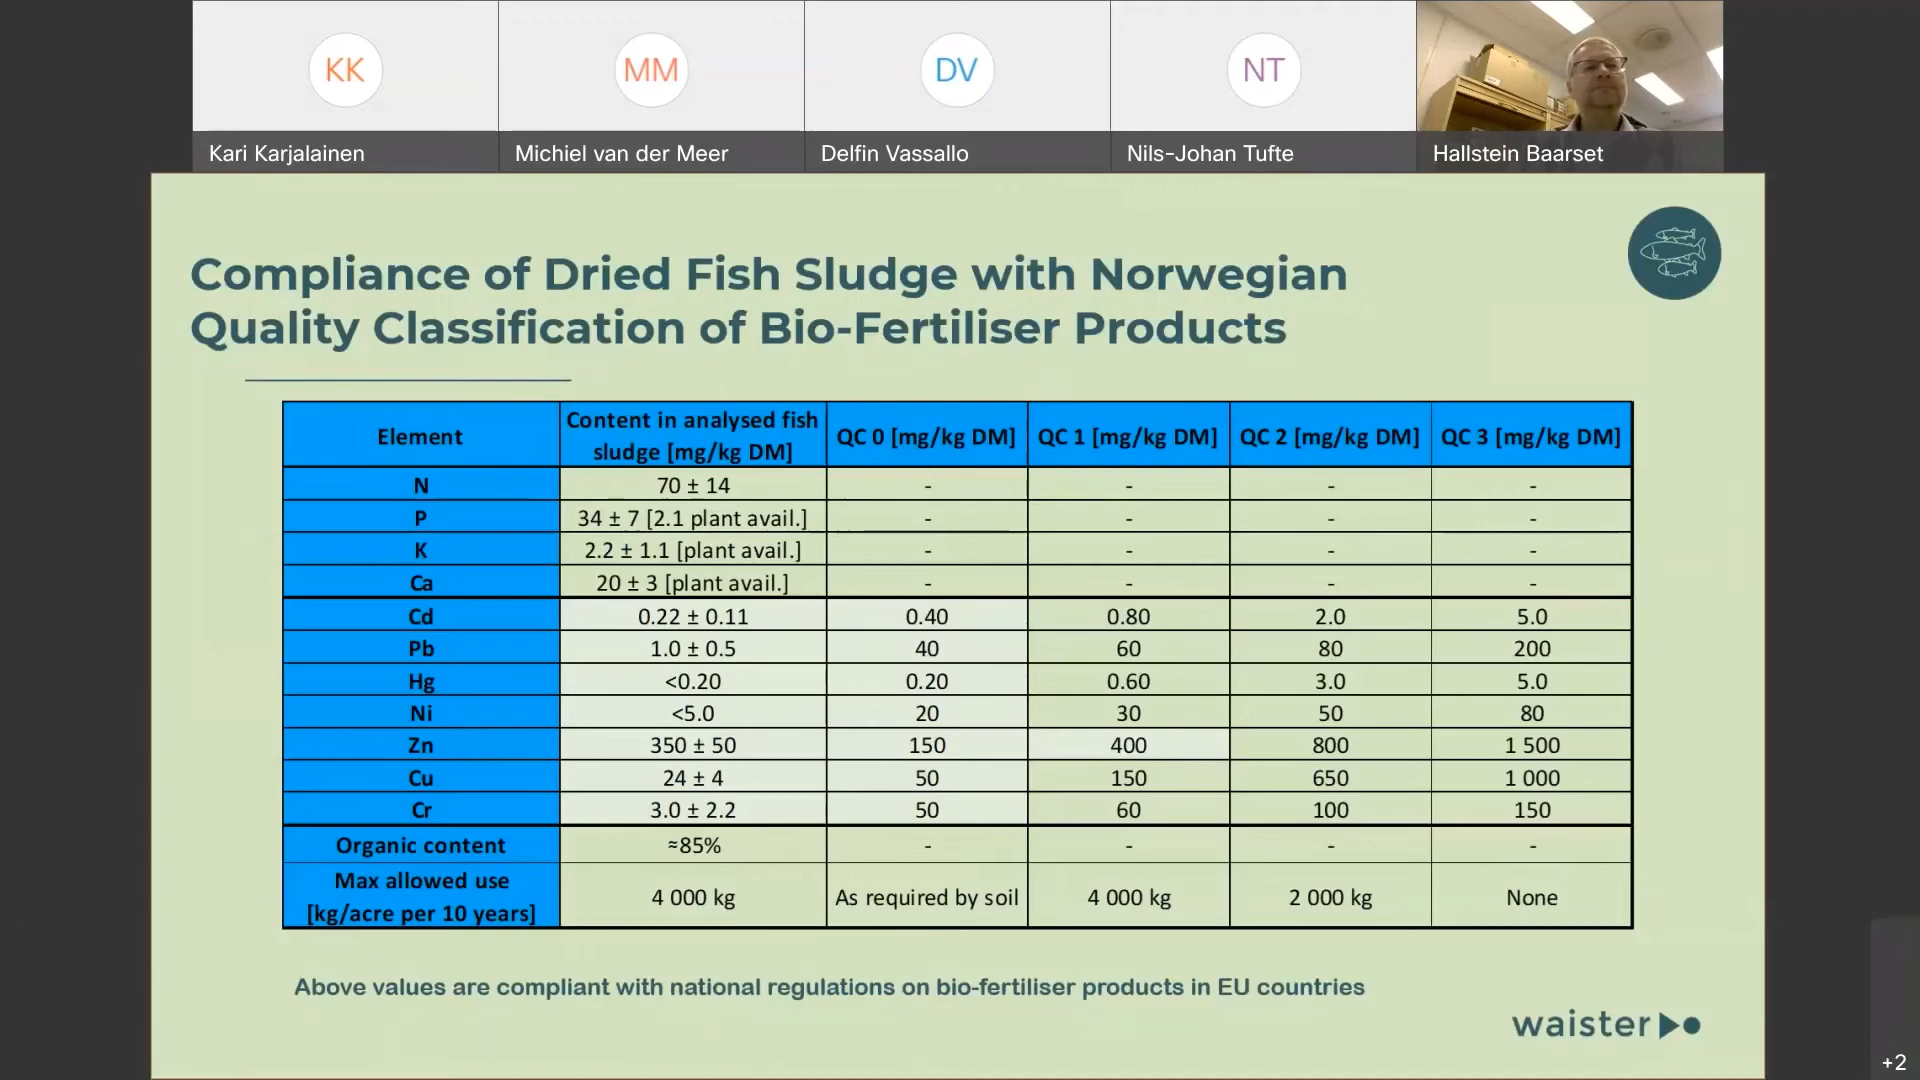 KK
MM
DV
NT
Kari Karjalainen
Michiel van der Meer
Delfin Vassallo
Nils-Johan Tufte
Hallstein Baarset
Compliance of Dried Fish Sludge with Norwegian
Quality Classification of Bio-Fertiliser Products
Element
Content in analysed fish
sludge [mg/kg DM]
QC 0 [mg/kg DM]
QC 1 [mg/kg DM]
QC 2 [mg/kg DM]
QC 3 [mg/kg DM]
N 70 ± 14 - - - -
P 34 ± 7 [2.1 plant avail.] - - - -
K 2.2 ± 1.1 [plant avail.] - - - -
Ca 20 ± 3 [plant avail.] - - - -
Cd 0.22 ± 0.11 0.40 0.80 2.0 5.0
Pb 1.0 ± 0.5 40 60 80 200
Hg <0.20 0.20 0.60 3.0 5.0
Ni <5.0 20 30 50 80
Zn 350 ± 50 150 400 800 1 500
Cu 24 ± 4 50 150 650 1 000
Cr 3.0 ± 2.2 50 60 100 150
Organic content ≈85% - - - -
Max allowed use
[kg/acre per 10 years]
4 000 kg As required by soil 4 000 kg 2 000 kg None
Above values are compliant with national regulations on bio-fertiliser products in EU countries
waister
+2